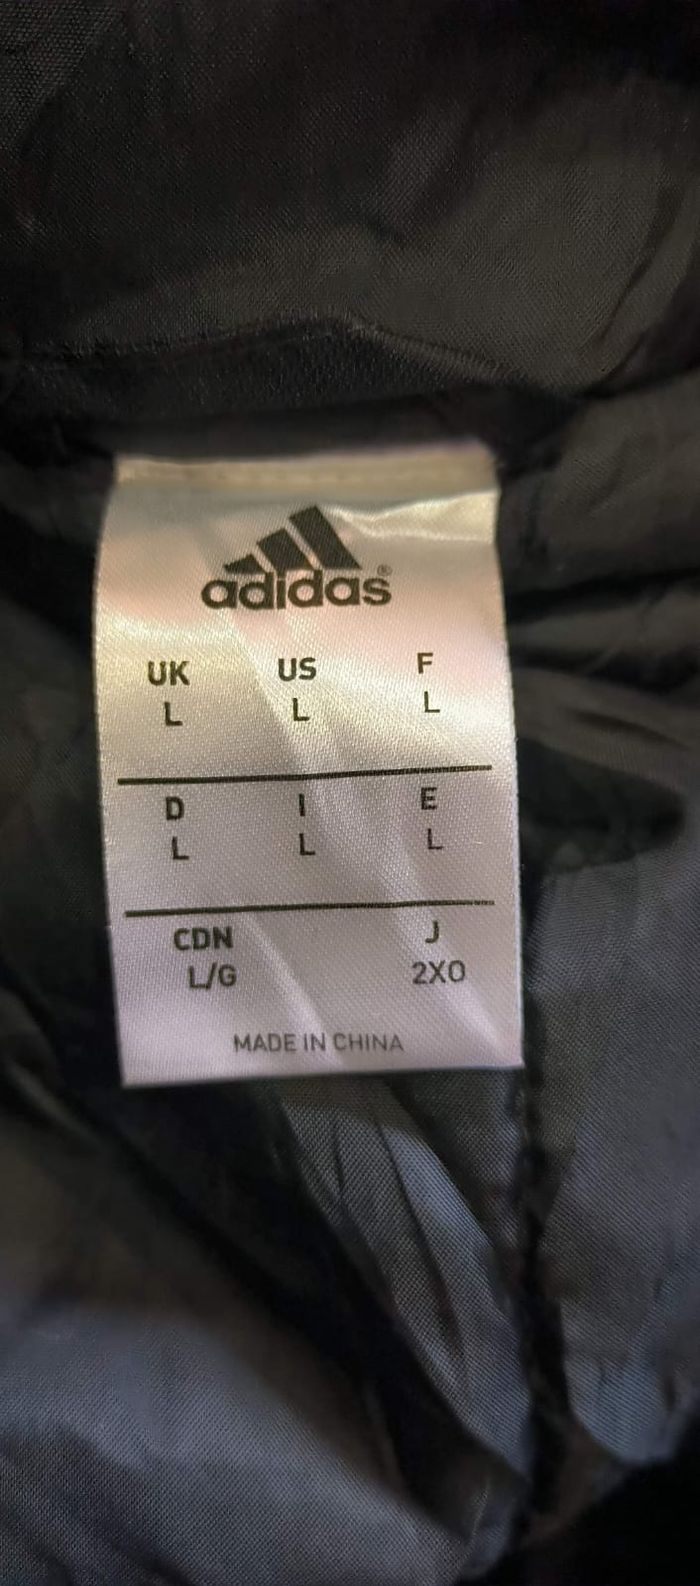 adidas®
UK US F
L L L
D I E
L L L
CDN J
L/G 2XO
MADE IN CHINA